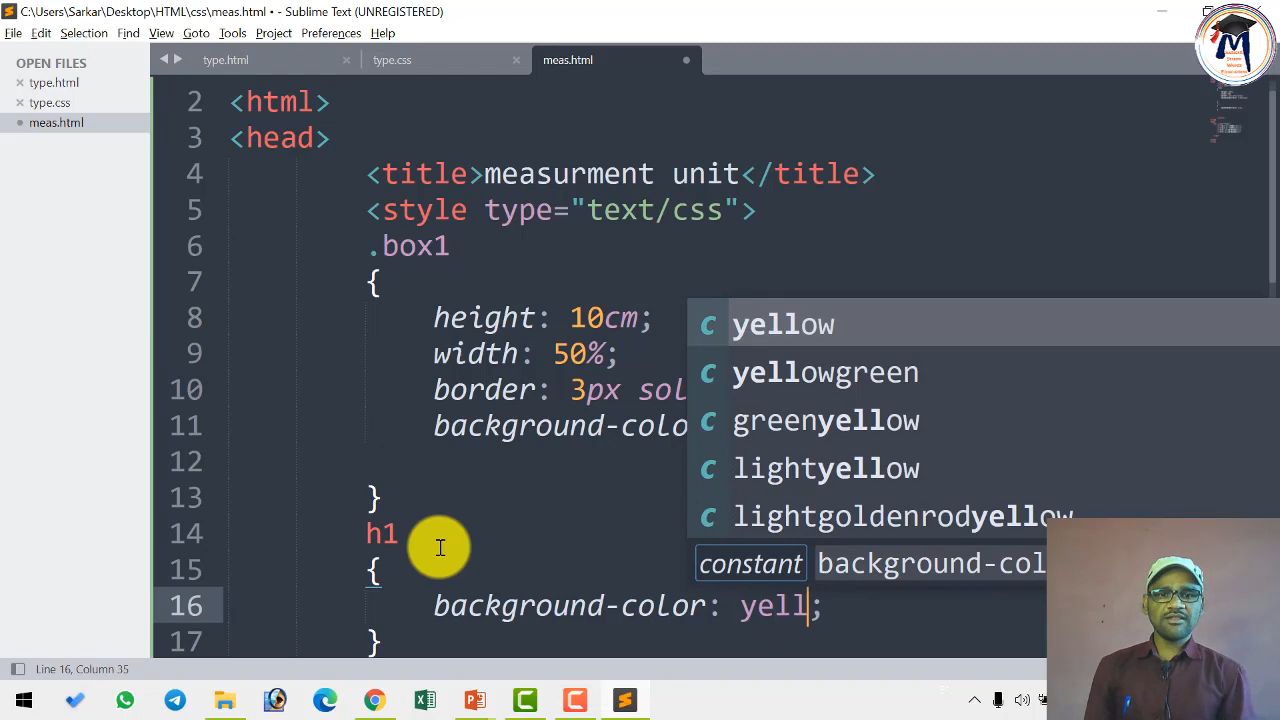 C:\Users\Sarkar\Desktop\HTML\css\meas.html • - Sublime Text (UNREGISTERED)
File Edit Selection View Goto Tools Project Preferences Help
OPEN FILES
type.html
type.css
meas.html
type.html
type.css
meas.html
2 <html>
3 <head>
4 <title>measurment unit</title>
5 <style type="text/css">
6 .box1
7 {
8 height: 10cm;
9 width: 50%;
10 border: 3px sol
11 background-colo
12
13 }
14 h1
15 {
16 background-color: yell;
17 }
c yellow
c yellowgreen
c greenyellow
c lightyellow
c lightgoldenrodyellow
constant background-col
Line 16, Column 35
M